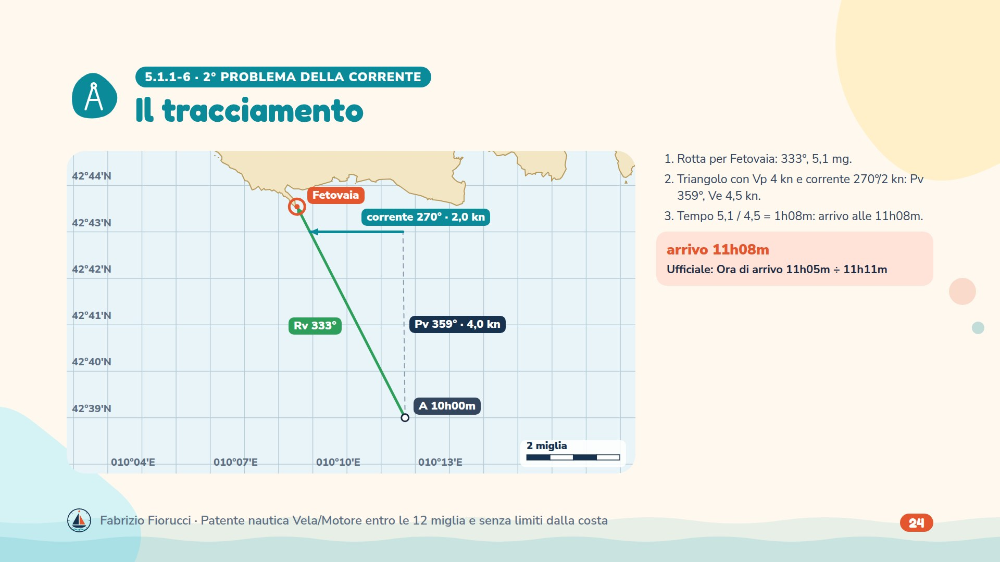 5.1.1-6 · 2° PROBLEMA DELLA CORRENTE
Il tracciamento
42°44'N
42°43'N
42°42'N
42°41'N
42°40'N
42°39'N
010°04'E
010°07'E
010°10'E
010°13'E
Fetovaia
corrente 270° · 2,0 kn
Rv 333°
Pv 359° · 4,0 kn
A 10h00m
2 miglia
1. Rotta per Fetovaia: 333°, 5,1 mg.
2. Triangolo con Vp 4 kn e corrente 270°/2 kn: Pv
359°, Ve 4,5 kn.
3. Tempo 5,1 / 4,5 = 1h08m: arrivo alle 11h08m.
arrivo 11h08m
Ufficiale: Ora di arrivo 11h05m ÷ 11h11m
Fabrizio Fiorucci · Patente nautica Vela/Motore entro le 12 miglia e senza limiti dalla costa
24